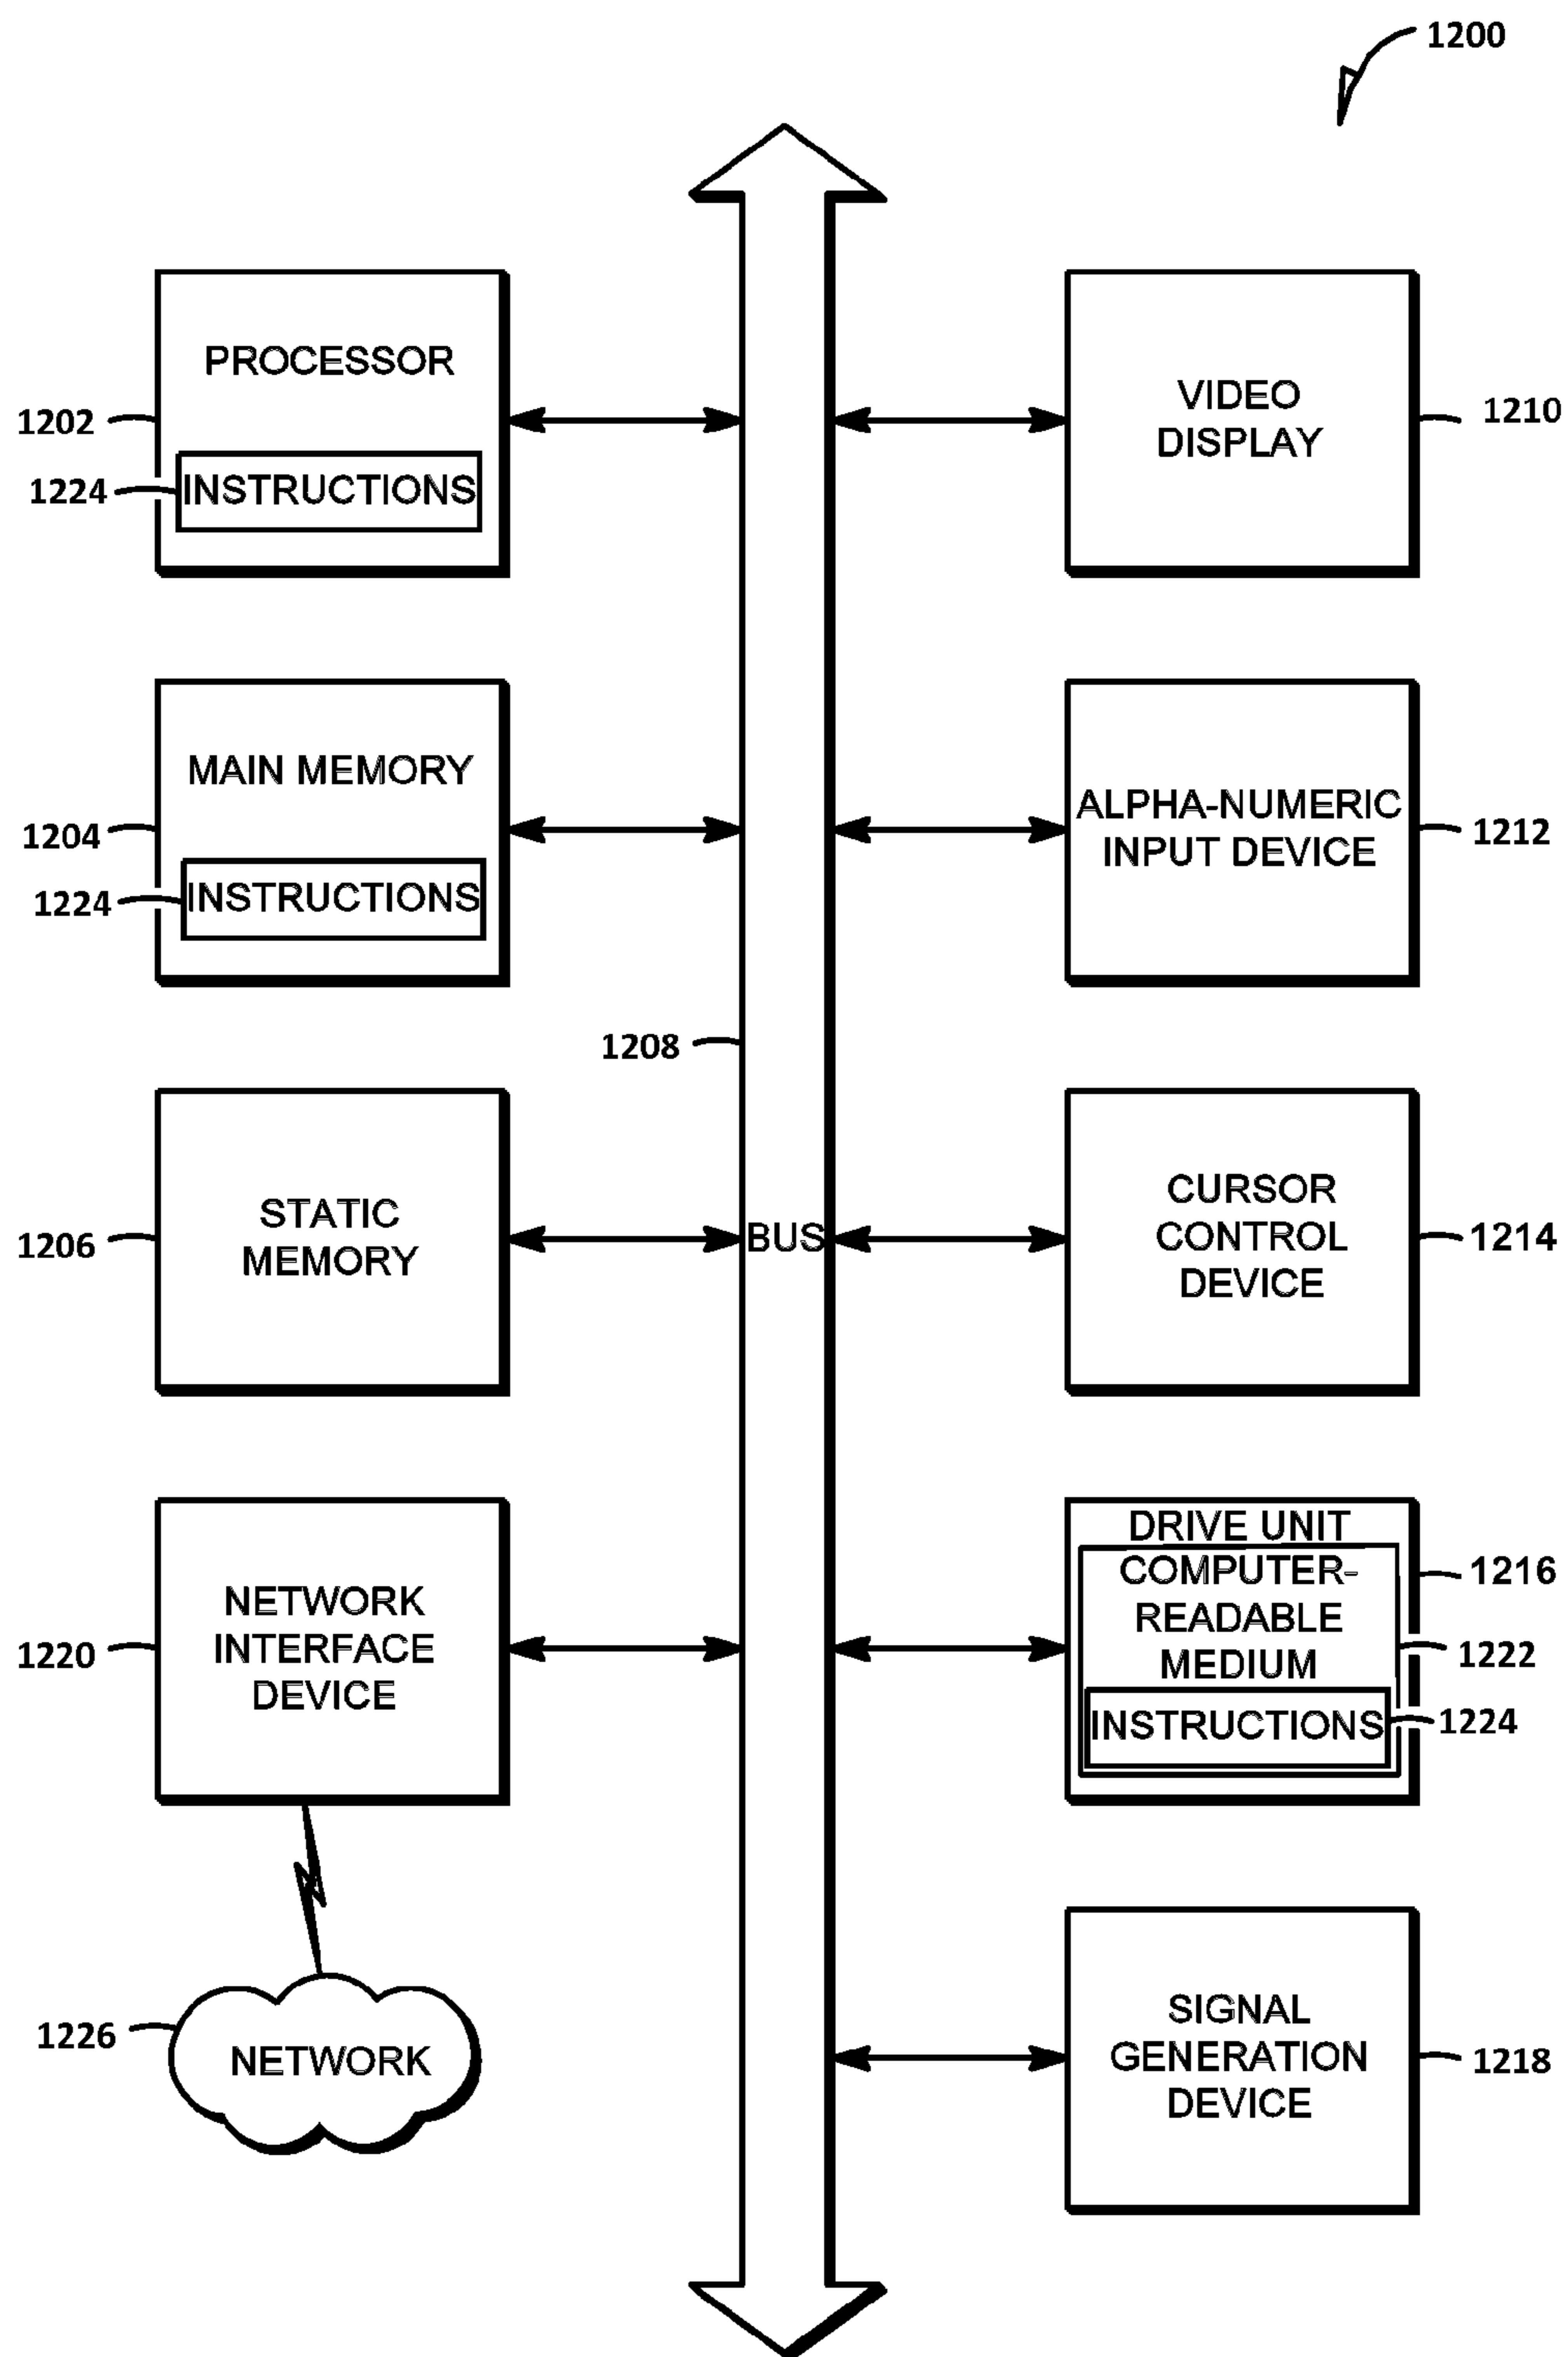 1200
PROCESSOR
1202
1224
INSTRUCTIONS
VIDEO
DISPLAY
1210
MAIN MEMORY
1204
1224
INSTRUCTIONS
ALPHA-NUMERIC
INPUT DEVICE
1212
1208
STATIC
MEMORY
1206
BUS
CURSOR
CONTROL
DEVICE
1214
NETWORK
INTERFACE
DEVICE
1220
DRIVE UNIT
COMPUTER-
READABLE
MEDIUM
INSTRUCTIONS
1216
1222
1224
1226
NETWORK
SIGNAL
GENERATION
DEVICE
1218